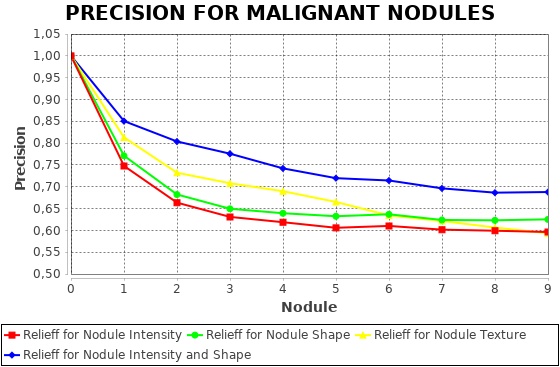 PRECISION FOR MALIGNANT NODULES
1,05
1,00
0,95
0,90
0,85
0,80
0,75
0,70
0,65
0,60
0,55
0,50
Precision
0 1 2 3 4 5 6 7 8 9
Nodule
Relieff for Nodule Intensity Relieff for Nodule Shape Relieff for Nodule Texture
Relieff for Nodule Intensity and Shape